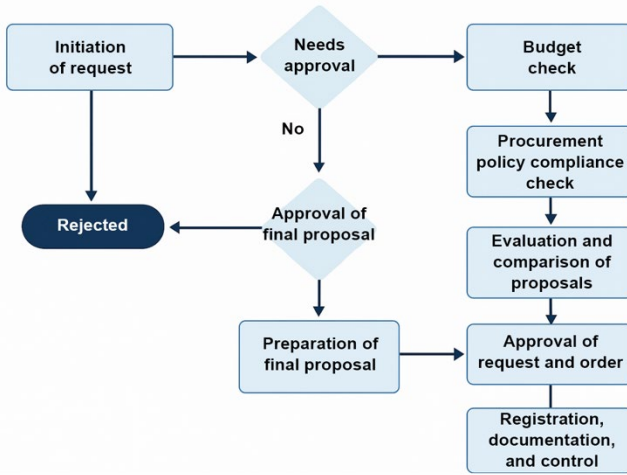 Initiation
of request
Needs
approval
Budget
check
No
Procurement
policy compliance
check
Rejected
Approval of
final proposal
Evaluation and
comparison of
proposals
Preparation of
final proposal
Approval of
request and order
Registration,
documentation,
and control